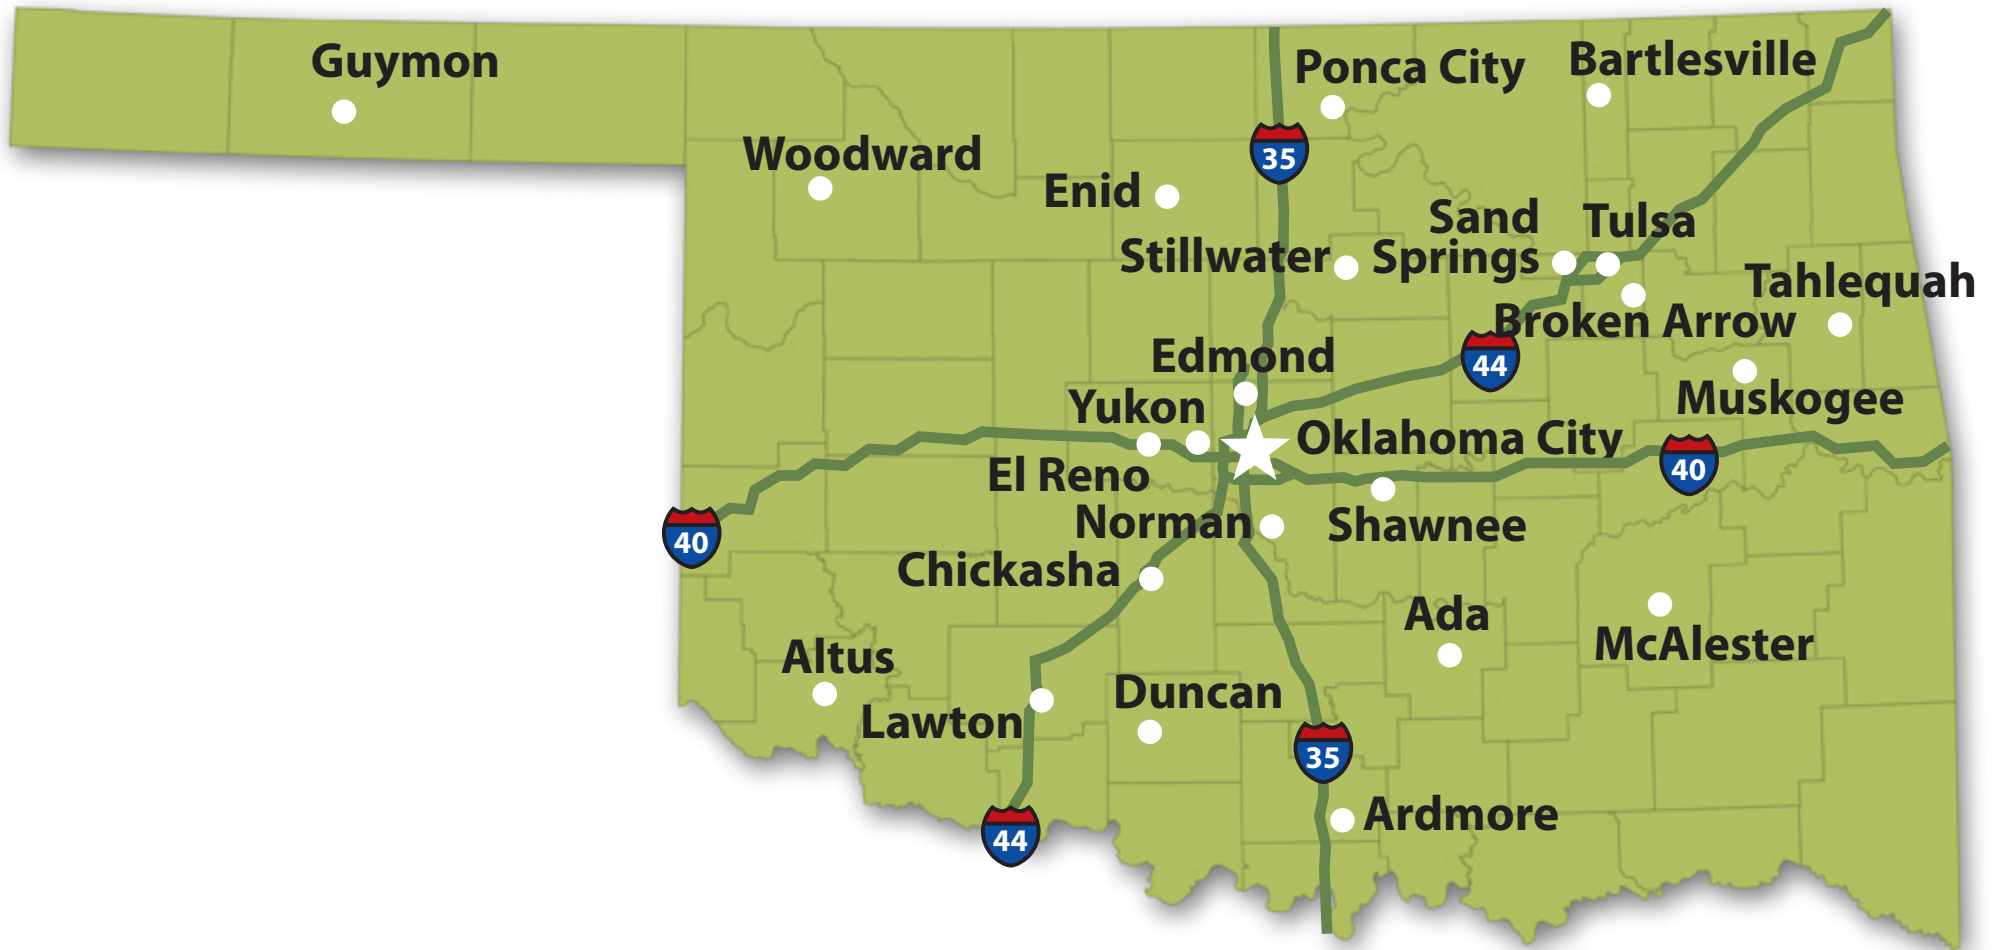 Guymon
Ponca City
Bartlesville
Woodward
35
Enid
Sand
Springs
Tulsa
Stillwater
Tahlequah
Broken Arrow
Edmond
44
Yukon
Muskogee
Oklahoma City
El Reno
40
Norman
Shawnee
40
Chickasha
Ada
McAlester
Altus
Duncan
Lawton
35
Ardmore
44